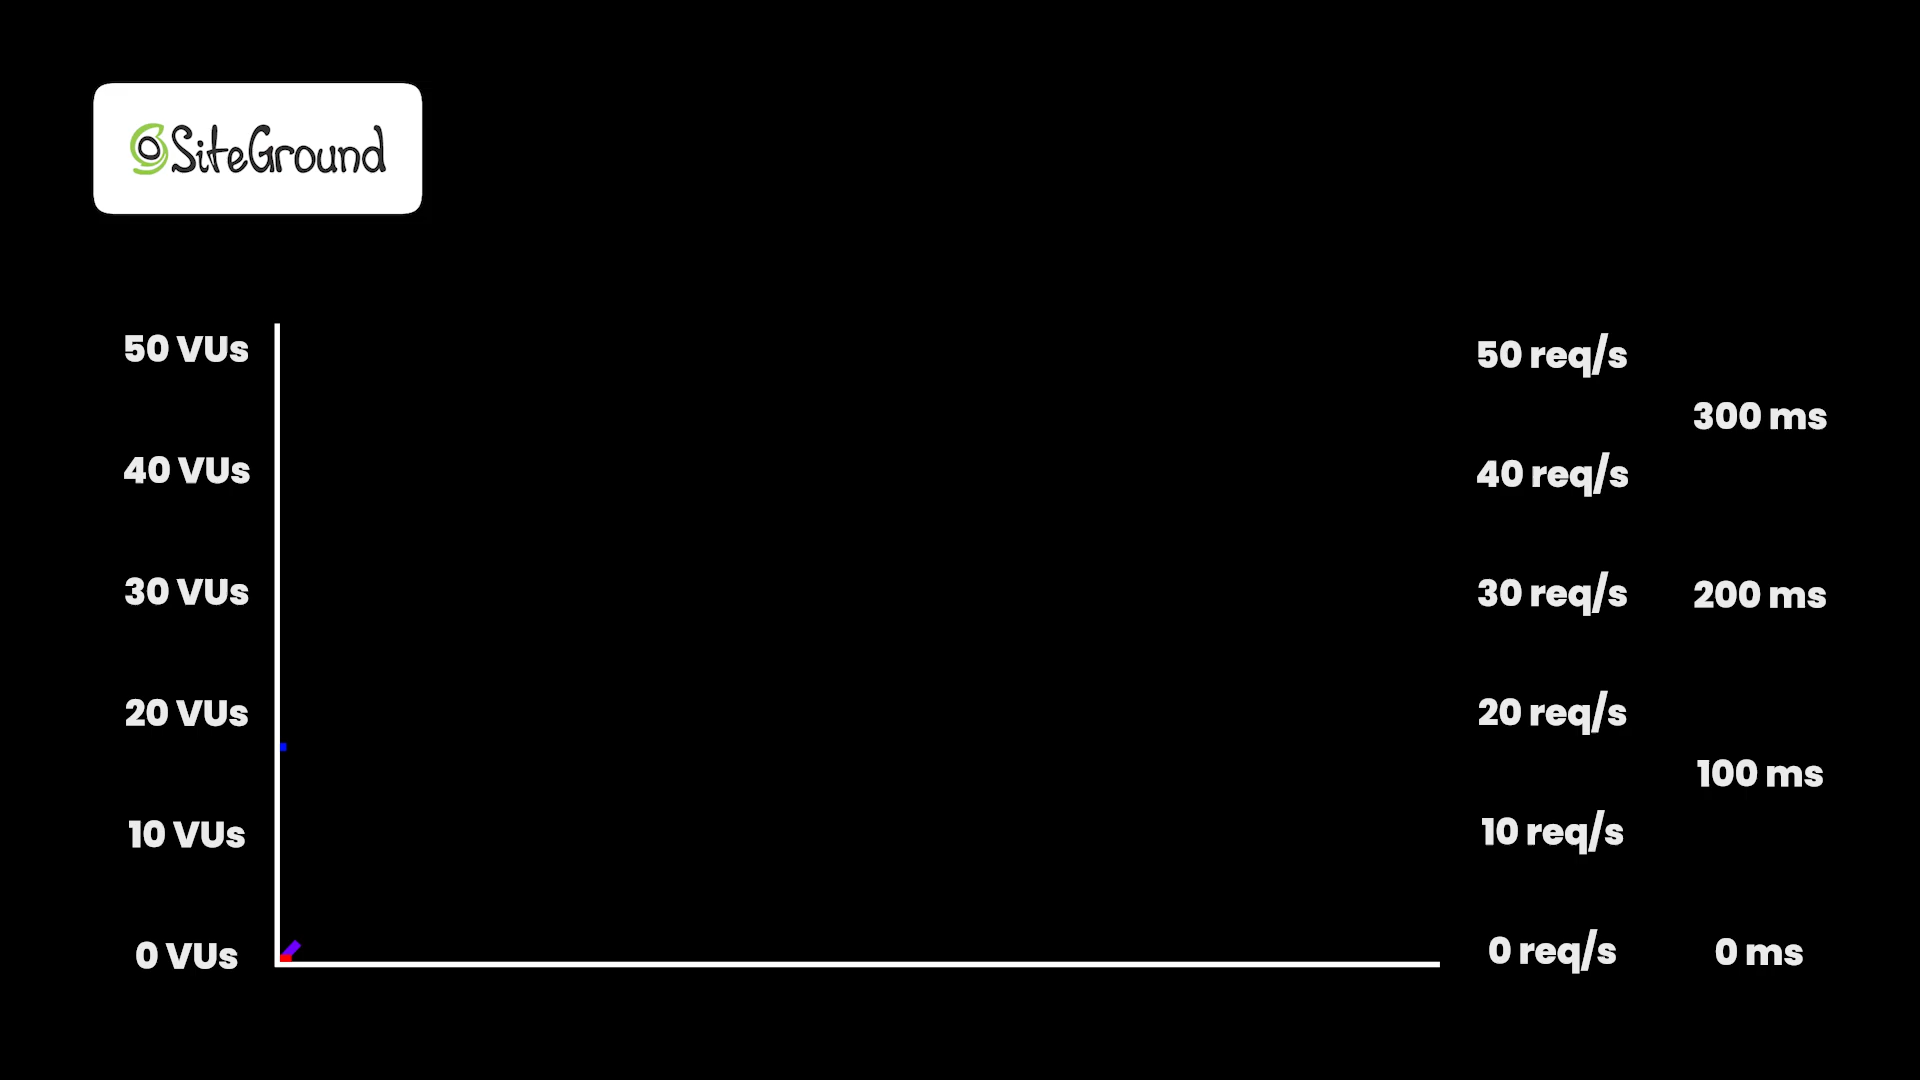 SiteGround
50 VUs
40 VUs
30 VUs
20 VUs
10 VUs
0 VUs
50 req/s
40 req/s
30 req/s
20 req/s
10 req/s
0 req/s
300 ms
200 ms
100 ms
0 ms